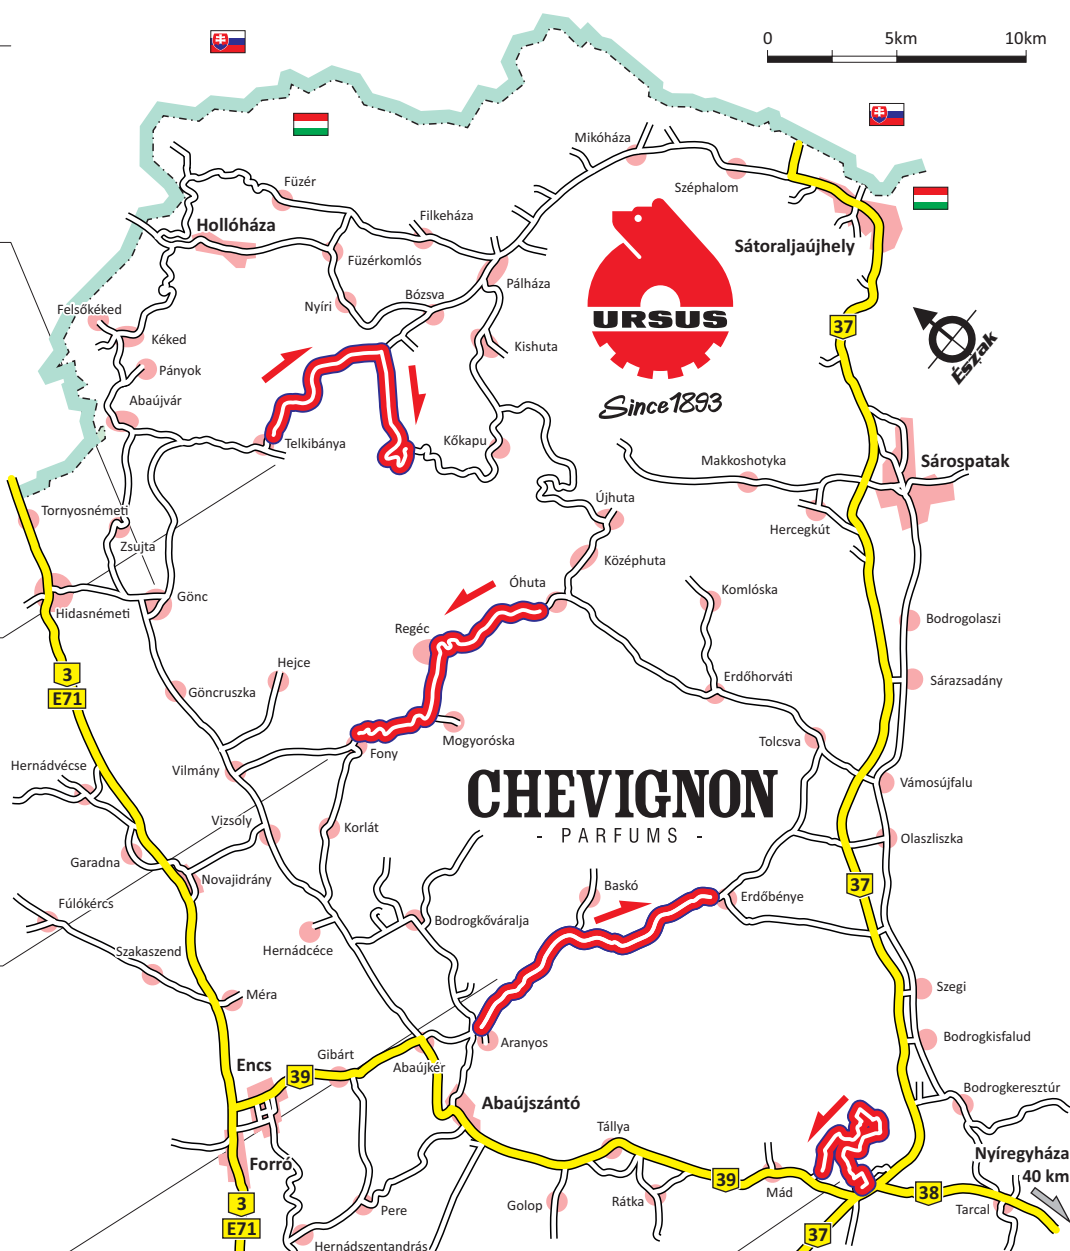 0 5km 10km
Mikóháza
Széphalom
Füzér
Filkeháza
Hollóháza
Sátoraljaújhely
Füzérkomlós
Pálháza
Bózsva
Nyíri
Felsőkéked
Kéked
Kishuta
URSUS
Since 1893
37
Észak
Pányok
Abaújvár
Telkibánya
Kőkapu
Makkoshotyka
Sárospatak
Tornyosnémeti
Újhuta
Hercegkút
Zsujta
Középhuta
Óhuta
Komlóska
Gönc
Hidasnémeti
Bodrogolaszi
Regéc
3
E71
Hejce
Göncruszka
Erdőhorváti
Sárazsadány
Mogyoróska
Tolcsva
Fony
Hernádvécse
Vilmány
Vámosújfalu
CHEVIGNON
- PARFUMS -
Vizsoly
Korlát
Olaszliszka
Garadna
Novajidrány
Baskó
37
Erdőbénye
Fúlókércs
Bodrogkőváralja
Szakaszend
Hernádcéce
Méra
Szegi
Aranyos
Bodrogkisfalud
Gibárt
Encs
39
Abaújkér
Bodrogkeresztúr
Abaújszántó
Tállya
Nyíregyháza
40 km
Forró
39
Mád
38
3
E71
Pere
Golop
Rátka
Tarcal
37
Hernádszentandrás